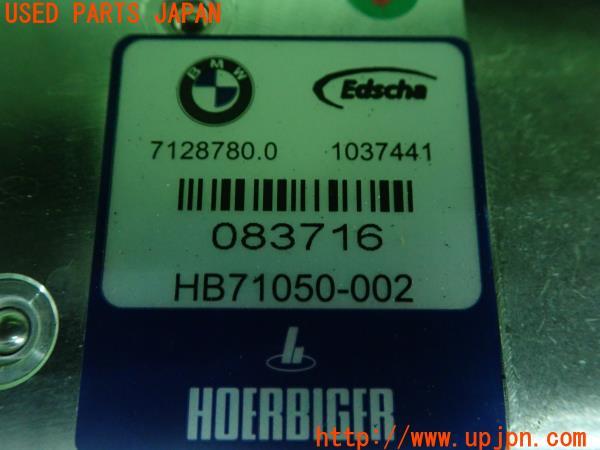 USED PARTS JAPAN
BMW
Edscha
7128780.0 1037441
083716
HB71050-002
HOERBIGER
http://www.upjpn.com